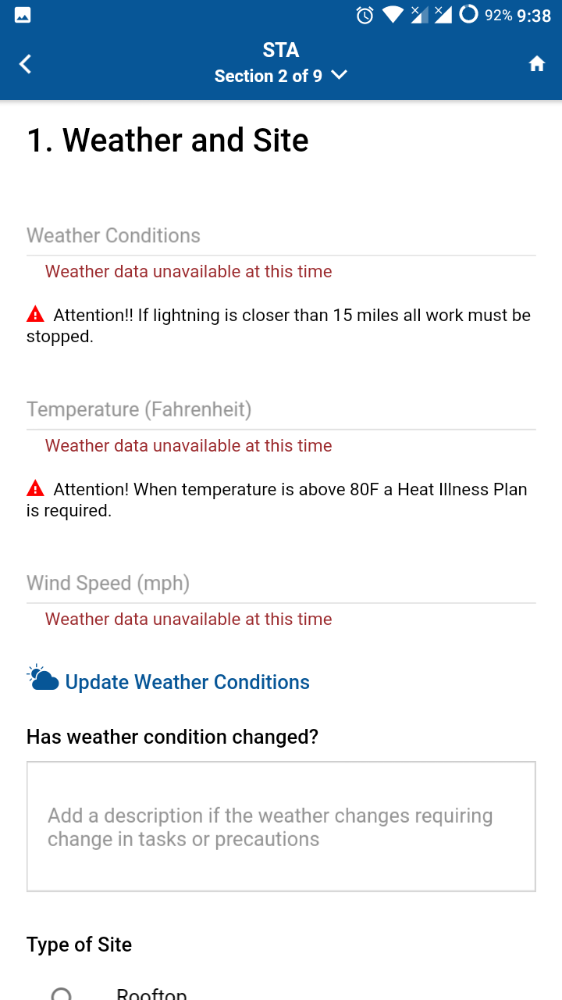 92% 9:38
STA
Section 2 of 9
1. Weather and Site
Weather Conditions
Weather data unavailable at this time
Attention!! If lightning is closer than 15 miles all work must be
stopped.
Temperature (Fahrenheit)
Weather data unavailable at this time
Attention! When temperature is above 80F a Heat Illness Plan
is required.
Wind Speed (mph)
Weather data unavailable at this time
Update Weather Conditions
Has weather condition changed?
Add a description if the weather changes requiring
change in tasks or precautions
Type of Site
Rooftop